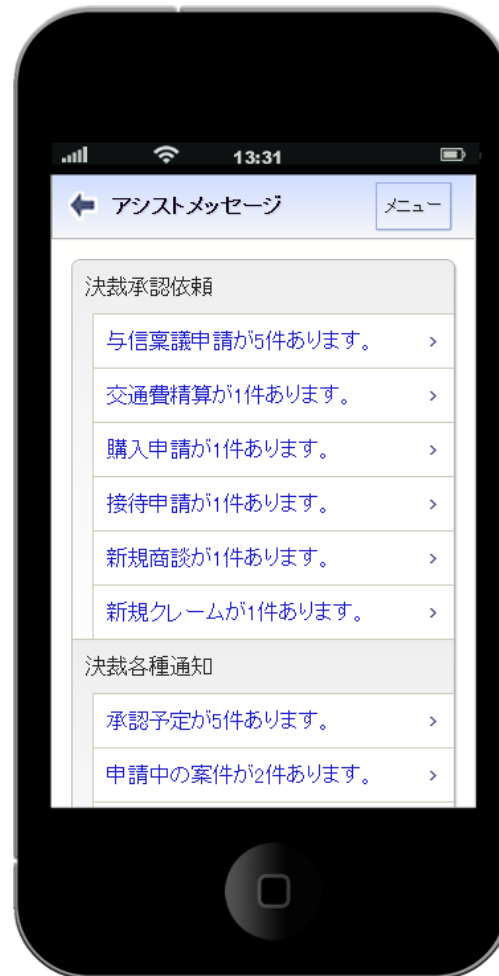 13:31
アシストメッセージ
メニュー
決裁承認依頼
与信稟議申請が5件あります。
交通費精算が1件あります。
購入申請が1件あります。
接待申請が1件あります。
新規商談が1件あります。
新規クレームが1件あります。
決裁各種通知
承認予定が5件あります。
申請中の案件が2件あります。